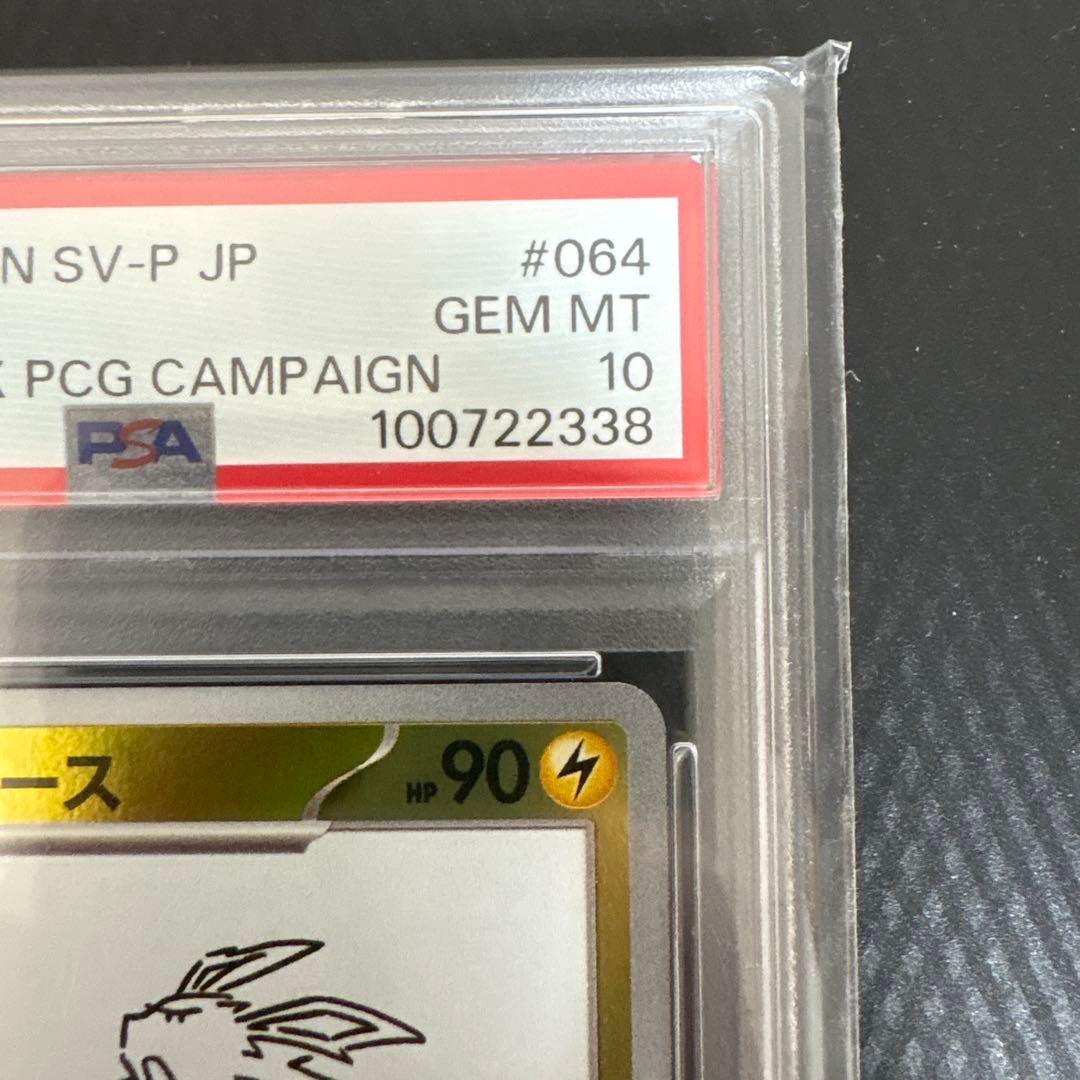 N SV-P JP #064
GEM MT
PCG CAMPAIGN 10
PSA 100722338
ース HP 90